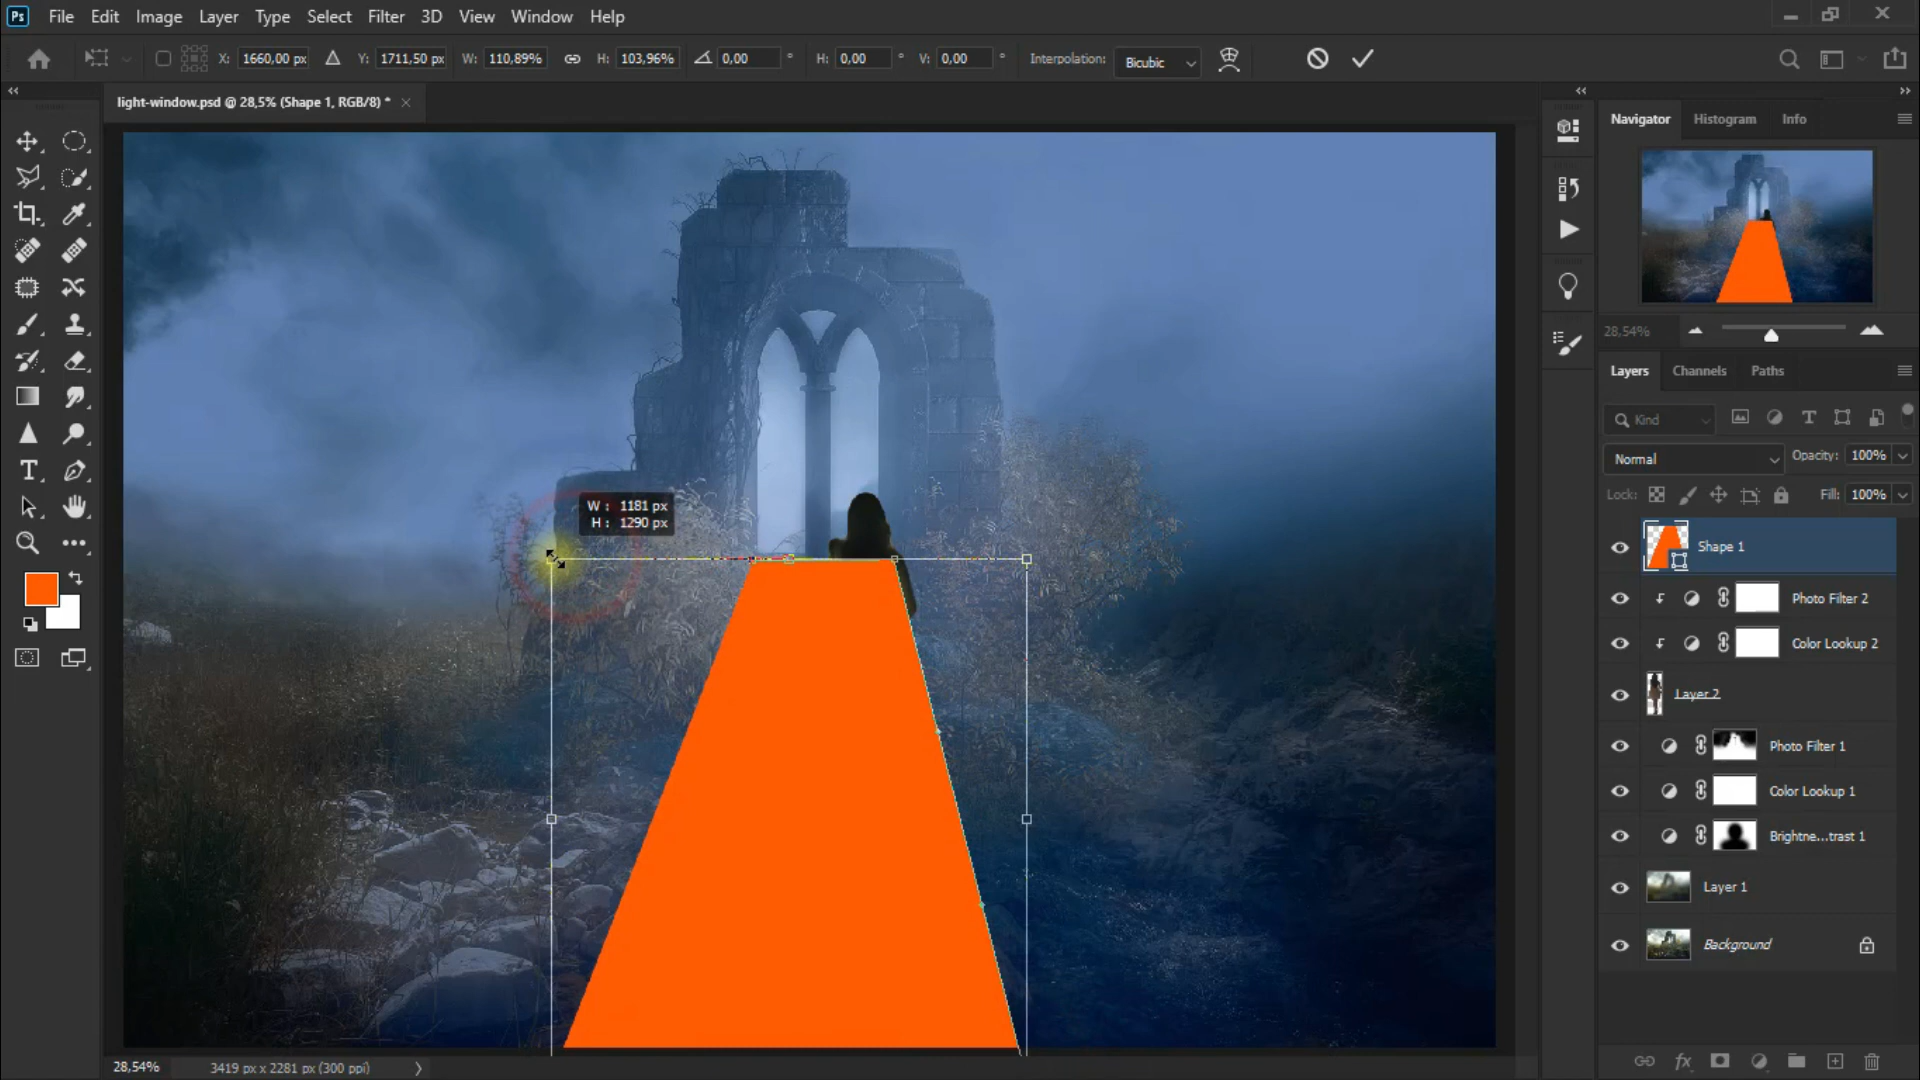 Ps File Edit Image Layer Type Select Filter 3D View Window Help
X: 1660,00 px Y: 1711,50 px W: 110,89% H: 103,96% 0,00 ° H: 0,00 ° V: 0,00 ° Interpolation: Bicubic
light-window.psd @ 28,5% (Shape 1, RGB/8) *
Navigator Histogram Info
W : 1181 px
H : 1290 px
28,54%
Layers Channels Paths
Kind
Normal Opacity: 100%
Lock: Fill: 100%
Shape 1
Photo Filter 2
Color Lookup 2
Layer 2
Photo Filter 1
Color Lookup 1
Brightne...trast 1
Layer 1
Background
28,54% 3419 px x 2281 px (300 ppi)